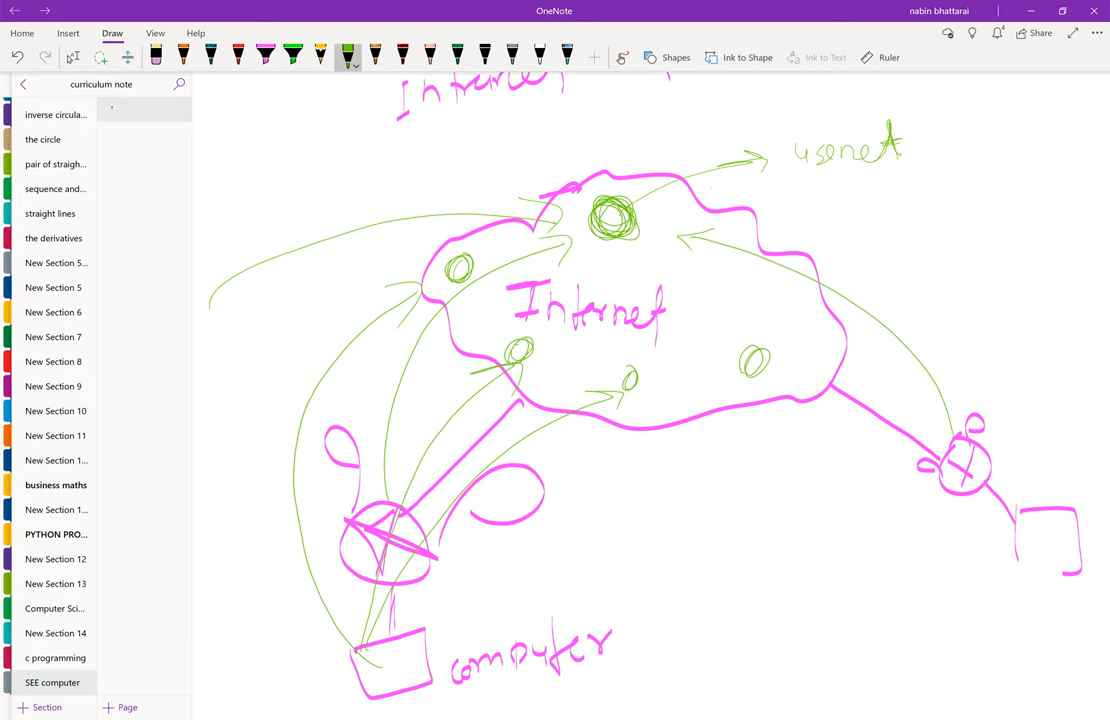 OneNote
nabin bhattarai
Home Insert Draw View Help
4
Share
Shapes
Ink to Shape
Ink to Text
Ruler
curriculum note
inverse circula...
the circle
pair of straigh...
sequence and...
straight lines
the derivatives
New Section 5...
New Section 5
New Section 6
New Section 7
New Section 8
New Section 9
New Section 10
New Section 11
New Section 1...
business maths
New Section 1...
PYTHON PRO...
New Section 12
New Section 13
Computer Sci...
New Section 14
c programming
SEE computer
Section
Page
usenet
Internet
computer